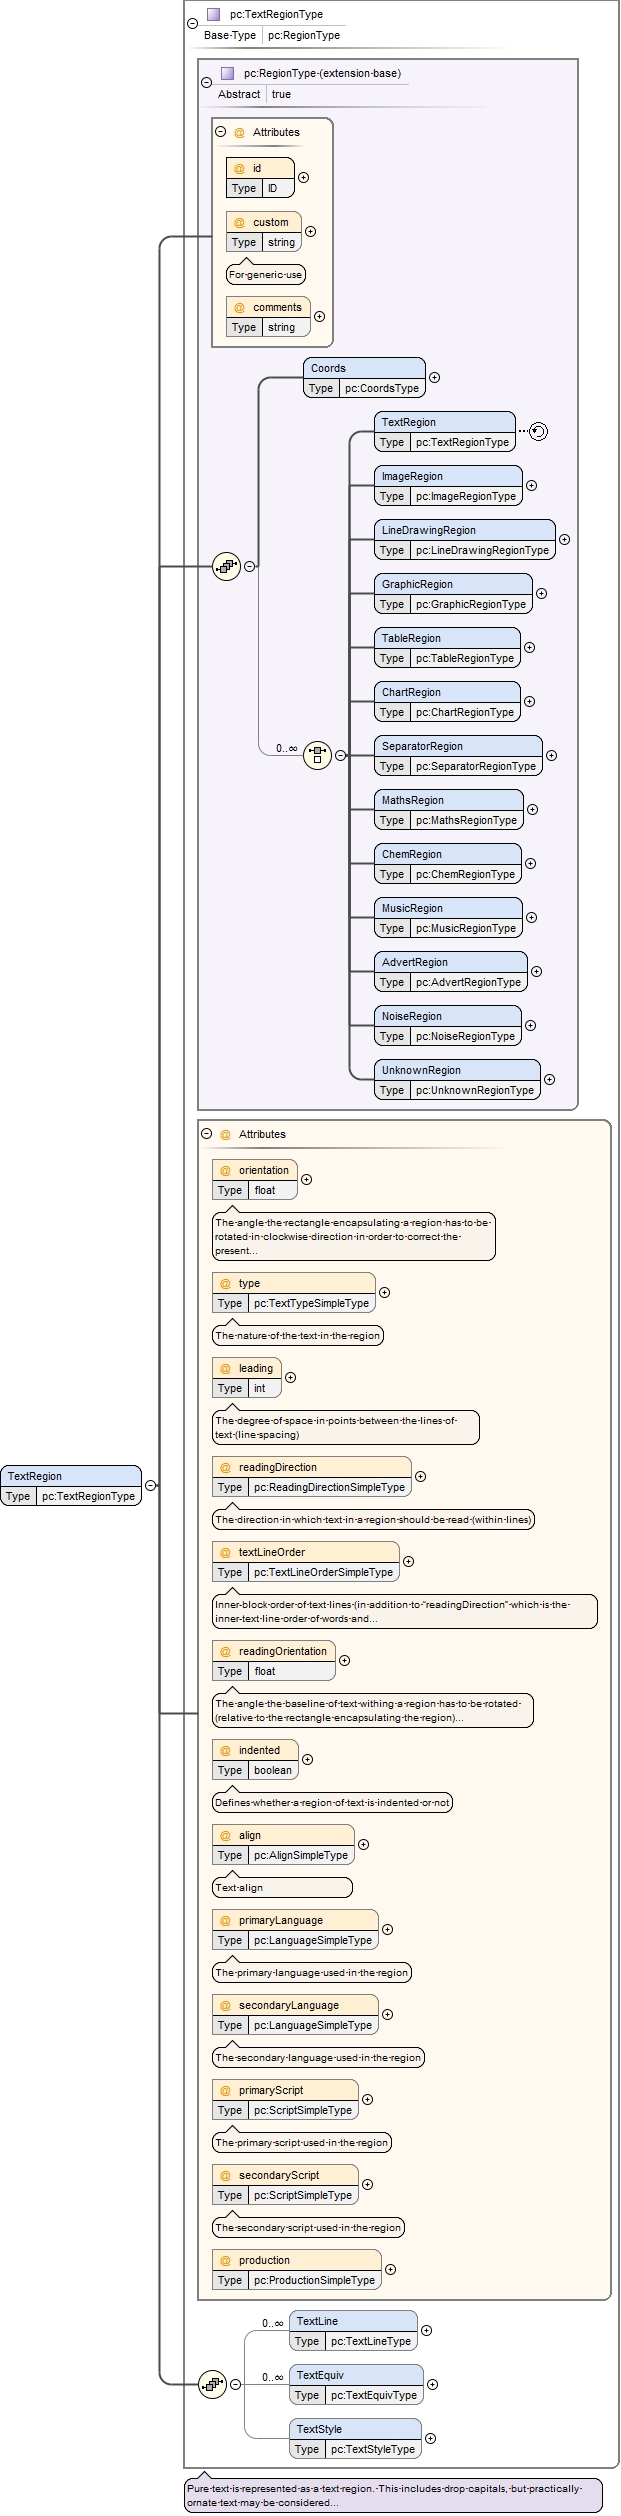 pc:TextRegionType
Base Type pc:RegionType
pc:RegionType (extension base)
Abstract true
@ Attributes
@ id
Type ID
@ custom
Type string
For generic use
@ comments
Type string
Coords
Type pc:CoordsType
TextRegion
Type pc:TextRegionType
ImageRegion
Type pc:ImageRegionType
LineDrawingRegion
Type pc:LineDrawingRegionType
GraphicRegion
Type pc:GraphicRegionType
TableRegion
Type pc:TableRegionType
ChartRegion
Type pc:ChartRegionType
0..∞
SeparatorRegion
Type pc:SeparatorRegionType
MathsRegion
Type pc:MathsRegionType
ChemRegion
Type pc:ChemRegionType
MusicRegion
Type pc:MusicRegionType
AdvertRegion
Type pc:AdvertRegionType
NoiseRegion
Type pc:NoiseRegionType
UnknownRegion
Type pc:UnknownRegionType
@ Attributes
@ orientation
Type float
The angle the rectangle encapsulating a region has to be
rotated in clockwise direction in order to correct the
present...
@ type
Type pc:TextTypeSimpleType
The nature of the text in the region
@ leading
Type int
The degree of space in points between the lines of
text (line spacing)
TextRegion
Type pc:TextRegionType
@ readingDirection
Type pc:ReadingDirectionSimpleType
The direction in which text in a region should be read (within lines)
@ textLineOrder
Type pc:TextLineOrderSimpleType
Inner-block order of text lines (in addition to "readingDirection" which is the
inner-text line order of words and...
@ readingOrientation
Type float
The angle the baseline of text withing a region has to be rotated
(relative to the rectangle encapsulating the region)...
@ indented
Type boolean
Defines whether a region of text is indented or not
@ align
Type pc:AlignSimpleType
Text align
@ primaryLanguage
Type pc:LanguageSimpleType
The primary language used in the region
@ secondaryLanguage
Type pc:LanguageSimpleType
The secondary language used in the region
@ primaryScript
Type pc:ScriptSimpleType
The primary script used in the region
@ secondaryScript
Type pc:ScriptSimpleType
The secondary script used in the region
@ production
Type pc:ProductionSimpleType
0..∞
TextLine
Type pc:TextLineType
0..∞
TextEquiv
Type pc:TextEquivType
TextStyle
Type pc:TextStyleType
Pure text is represented as a text region. This includes drop capitals, but practically
ornate text may be considered...